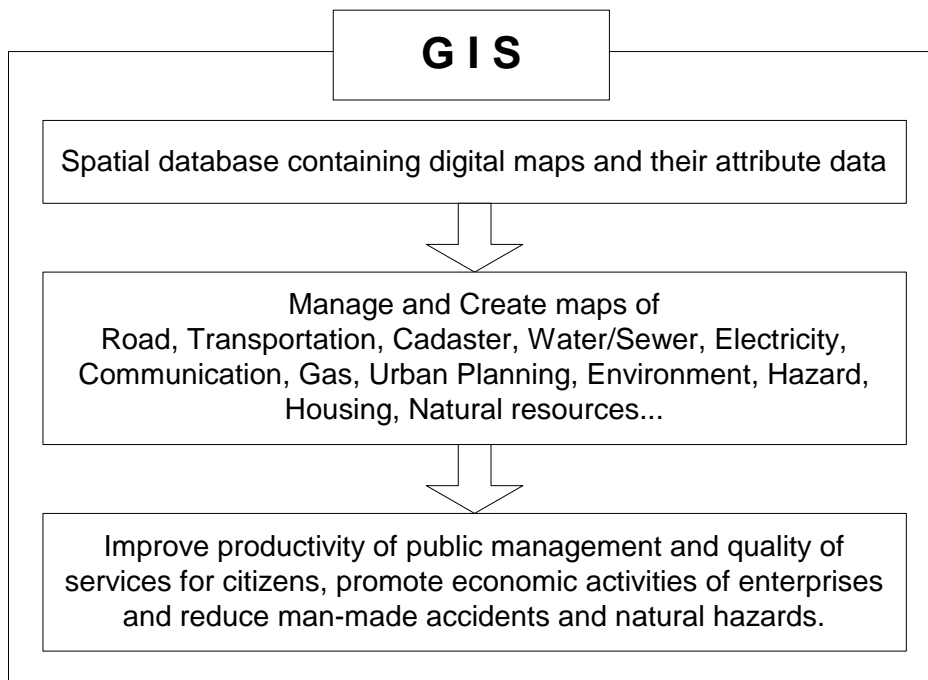 G I S
Spatial database containing digital maps and their attribute data
Manage and Create maps of
Road, Transportation, Cadaster, Water/Sewer, Electricity,
Communication, Gas, Urban Planning, Environment, Hazard,
Housing, Natural resources...
Improve productivity of public management and quality of
services for citizens, promote economic activities of enterprises
and reduce man-made accidents and natural hazards.